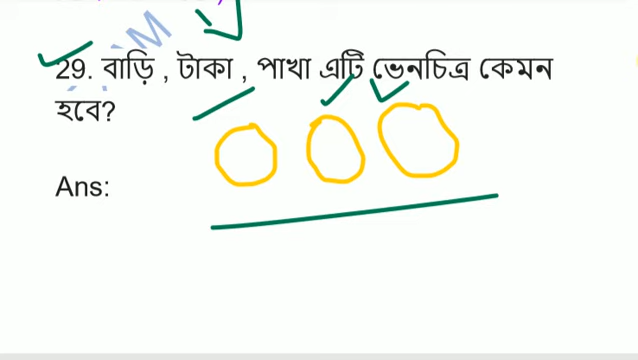 29. বাড়ি , টাকা , পাখা এটি ভেনচিত্র কেমন
হবে?
Ans: